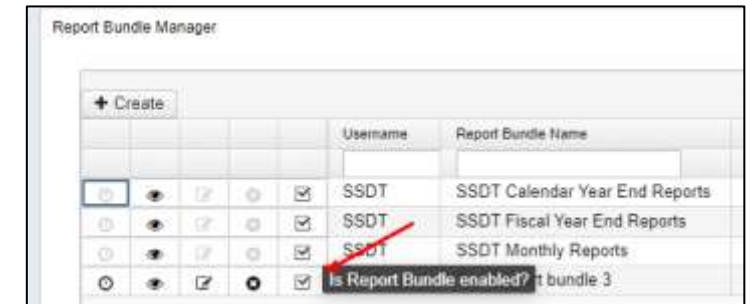 Report Bundle Manager
+ Create
Username Report Bundle Name
SSDT SSDT Calendar Year End Reports
SSDT SSDT Fiscal Year End Reports
SSDT SSDT Monthly Reports
Is Report Bundle enabled? rt bundle 3